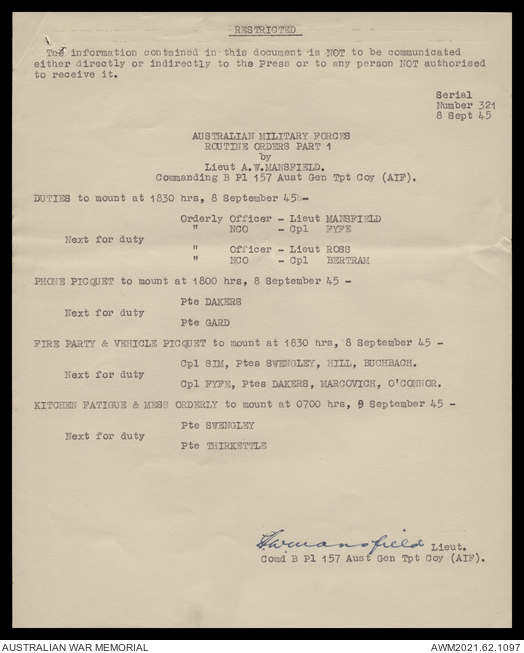 RESTRICTED
The information contained in this document is NOT to be communicated
either directly or indirectly to the Press or to any person NOT authorised
to receive it.
Serial
Number 321
8 Sept 45
AUSTRALIAN MILITARY FORCES
ROUTINE ORDERS PART 1
by
Lieut A.W.MANSFIELD.
Commanding B Pl 157 Aust Gen Tpt Coy (AIF).
DUTIES to mount at 1830 hrs, 8 September 45-
Orderly Officer - Lieut MANSFIELD
" NCO - Cpl FYFE
Next for duty
" Officer - Lieut ROSS
" NCO - Cpl BERTRAM
PHONE PICQUET to mount at 1800 hrs, 8 September 45 -
Pte DAKERS
Next for duty
Pte GARD
FIRE PARTY & VEHICLE PICQUET to mount at 1830 hrs, 8 September 45 -
Cpl SIM, Ptes SWENGLEY, HILL, BUCHBACH.
Next for duty
Cpl FYFE, Ptes DAKERS, MARCOVICH, O'CONNOR.
KITCHEN FATIGUE & MESS ORDERLY to mount at 0700 hrs, 9 September 45 -
Pte SWENGLEY
Next for duty
Pte THIRKETTLE
AWMansfield Lieut.
Comd B Pl 157 Aust Gen Tpt Coy (AIF).
AUSTRALIAN WAR MEMORIAL
AWM2021.62.1097